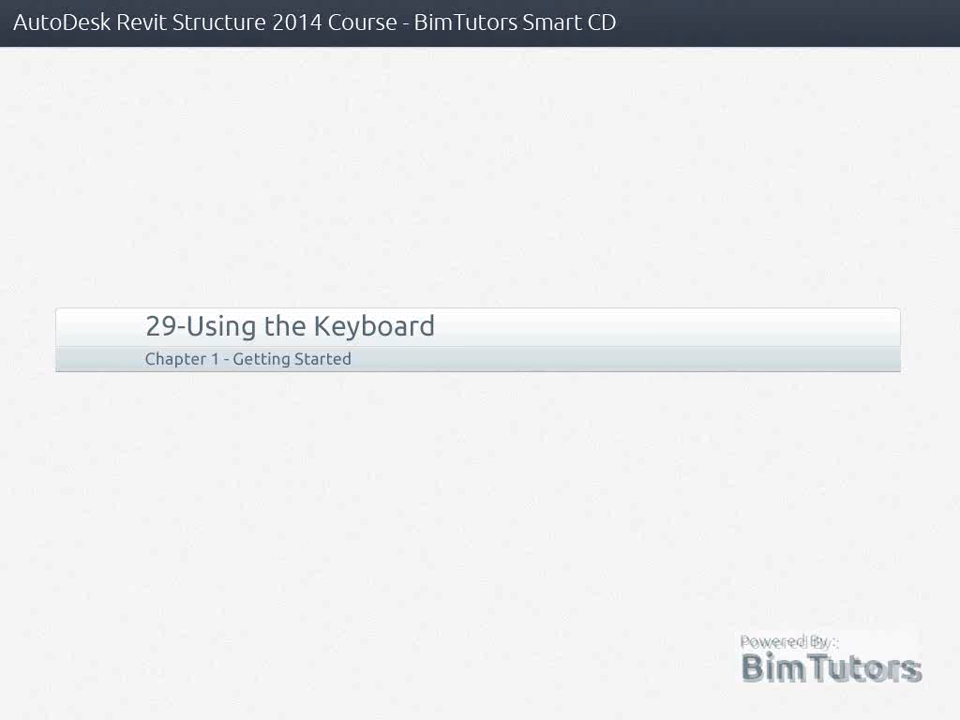 AutoDesk Revit Structure 2014 Course - BimTutors Smart CD
29-Using the Keyboard
Chapter 1 - Getting Started
Powered By:
BimTutors